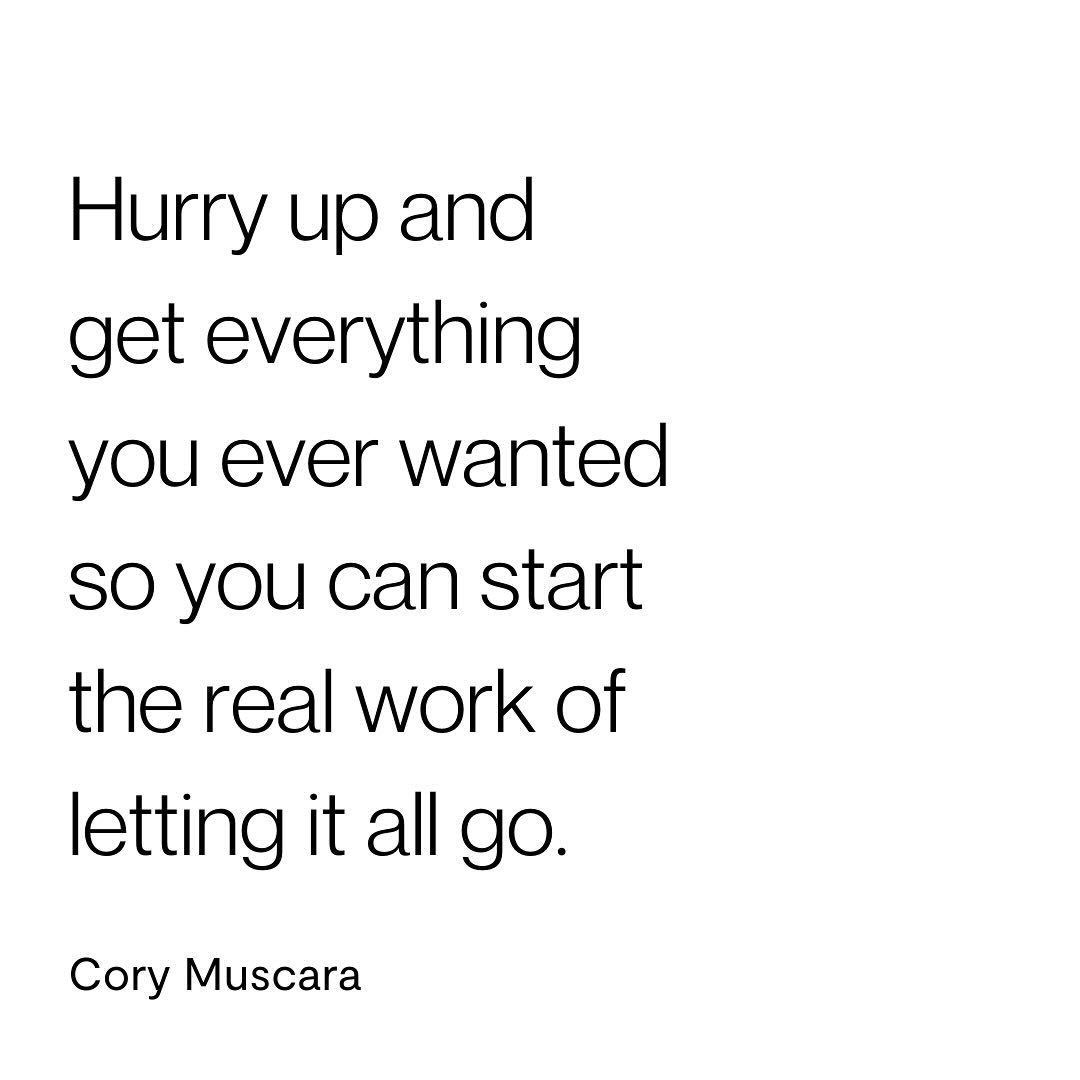 Hurry up and
get everything
you ever wanted
so you can start
the real work of
letting it all go.
Cory Muscara